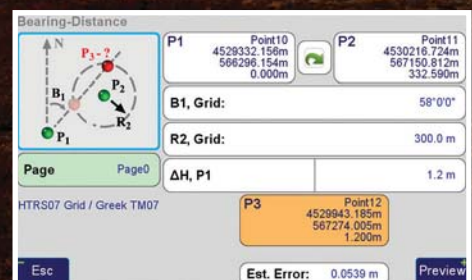 Bearing-Distance
N
P3 - ?
B1
P2
R2
P1
P1 Point10
4529332.156m
566296.154m
0.000m
P2 Point11
4530216.724m
567150.812m
332.590m
B1, Grid: 58°0'0"
R2, Grid: 300.0 m
Page Page0
ΔH, P1 1.2 m
HTRS07 Grid / Greek TM07
P3 Point12
4529943.185m
567274.005m
1.200m
Esc
Est. Error: 0.0539 m
Preview